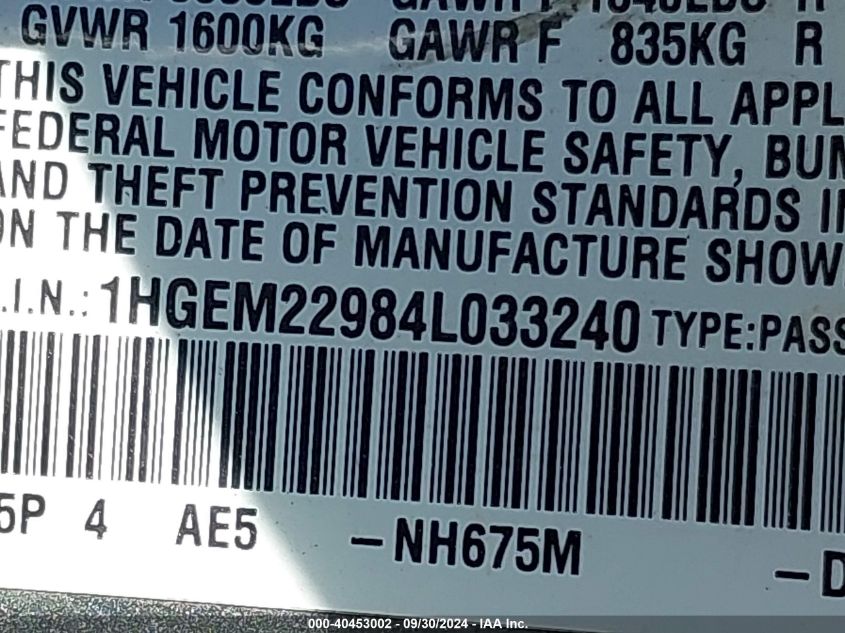 GVWR 1600KG GAWR F 835KG R
THIS VEHICLE CONFORMS TO ALL APPL
FEDERAL MOTOR VEHICLE SAFETY, BUM
AND THEFT PREVENTION STANDARDS I
ON THE DATE OF MANUFACTURE SHOW
.I.N.: 1HGEM22984L033240 TYPE:PASS
5P 4 AE5 -NH675M -D
000-40453002 - 09/30/2024 - IAA Inc.